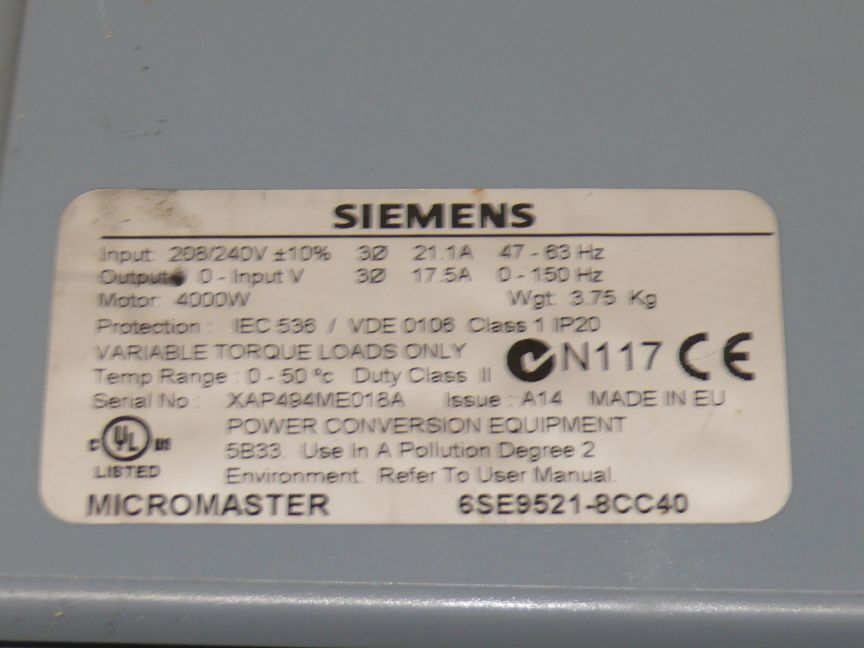 SIEMENS
Input: 208/240V ±10% 3Ø 21.1A 47 - 63 Hz
Output: 0 - Input V 3Ø 17.5A 0 - 150 Hz
Motor: 4000W Wgt: 3.75 Kg
Protection : IEC 536 / VDE 0106 Class 1 IP20
VARIABLE TORQUE LOADS ONLY N117 CE
Temp Range : 0 - 50 ºc Duty Class II
Serial No : XAP494ME018A Issue : A14 MADE IN EU
C UL US POWER CONVERSION EQUIPMENT
5B33. Use In A Pollution Degree 2
LISTED Environment. Refer To User Manual.
MICROMASTER 6SE9521-8CC40